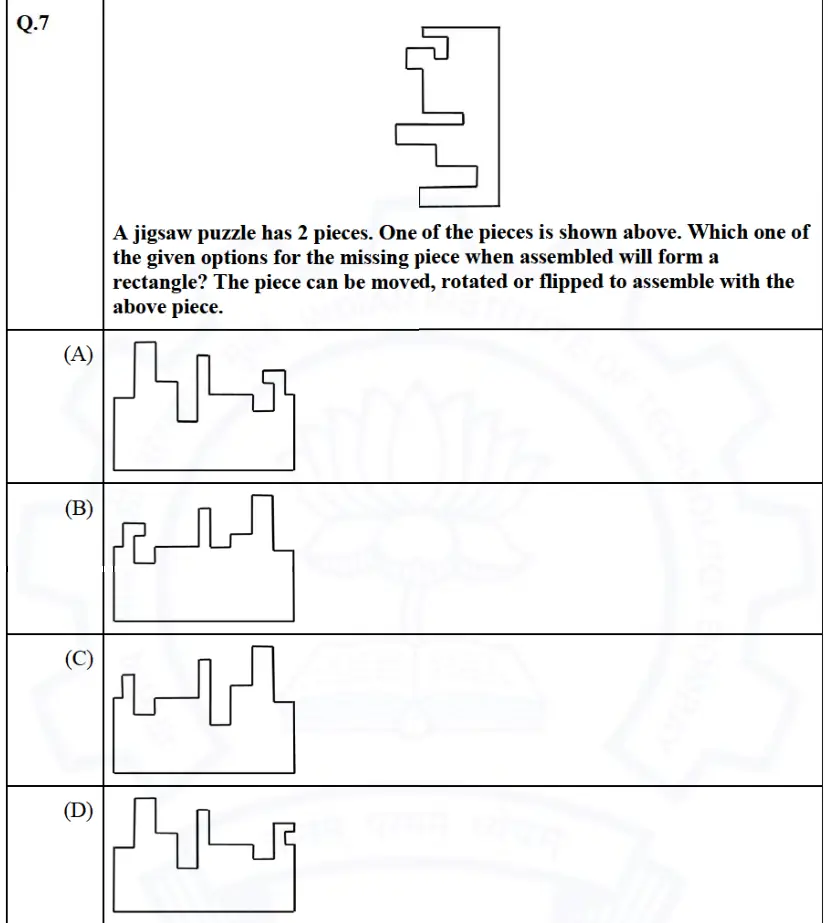 Q.7
A jigsaw puzzle has 2 pieces. One of the pieces is shown above. Which one of
the given options for the missing piece when assembled will form a
rectangle? The piece can be moved, rotated or flipped to assemble with the
above piece.
(A)
(B)
(C)
(D)